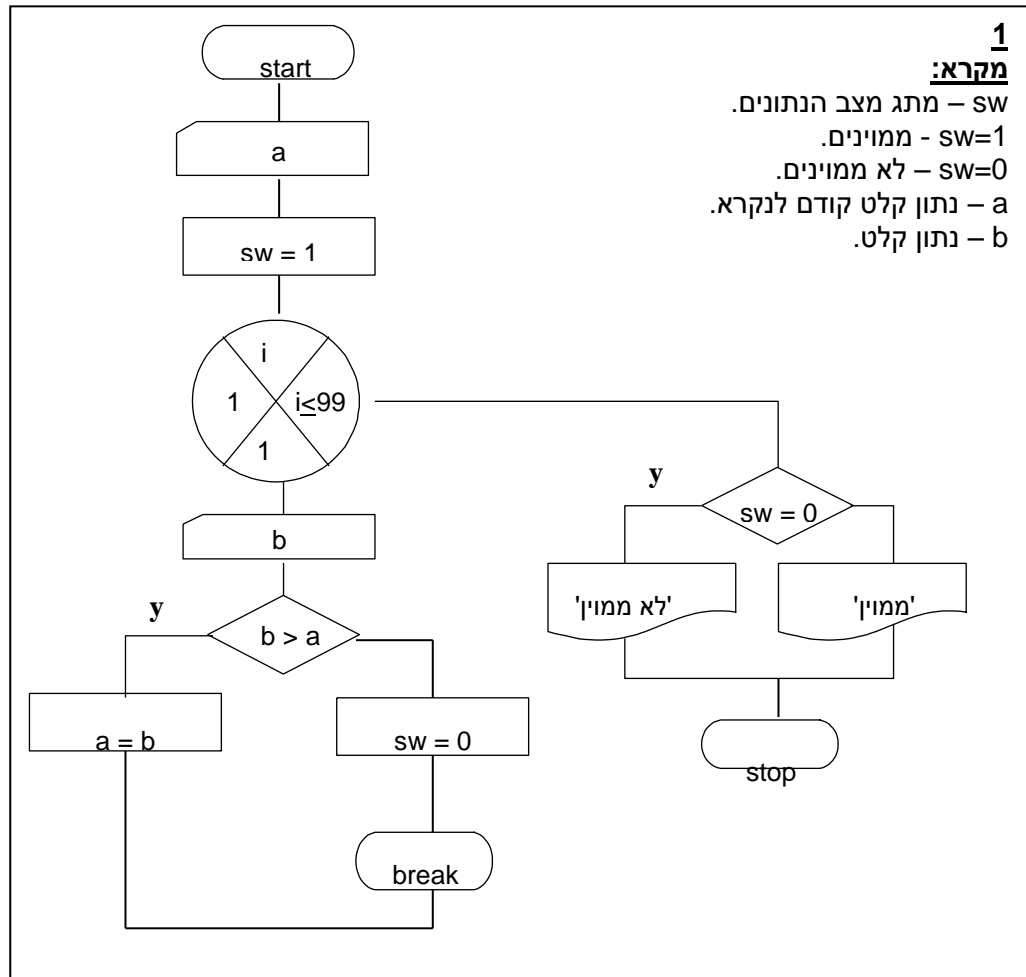 1
מקרא:
sw – מתג מצב הנתונים.
sw=1 - ממוינים.
sw=0 – לא ממוינים.
a – נתון קלט קודם לנקרא.
b – נתון קלט.
start
a
sw = 1
i
1
i≤99
1
b
y
b > a
a = b
sw = 0
break
y
sw = 0
'לא ממוין'
'ממוין'
stop